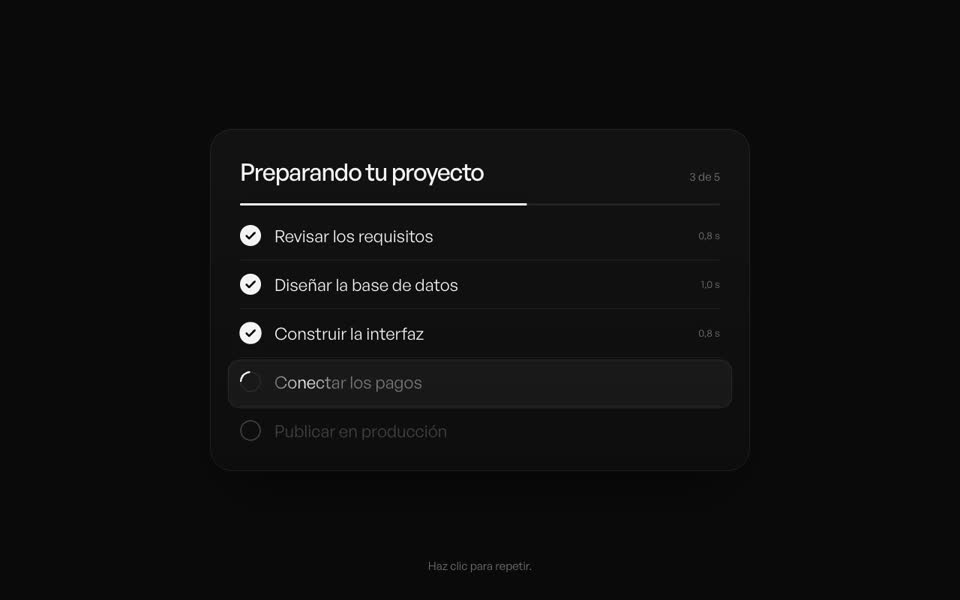 Preparando tu proyecto
3 de 5
Revisar los requisitos
0,8 s
Diseñar la base de datos
1,0 s
Construir la interfaz
0,8 s
Conectar los pagos
Publicar en producción
Haz clic para repetir.